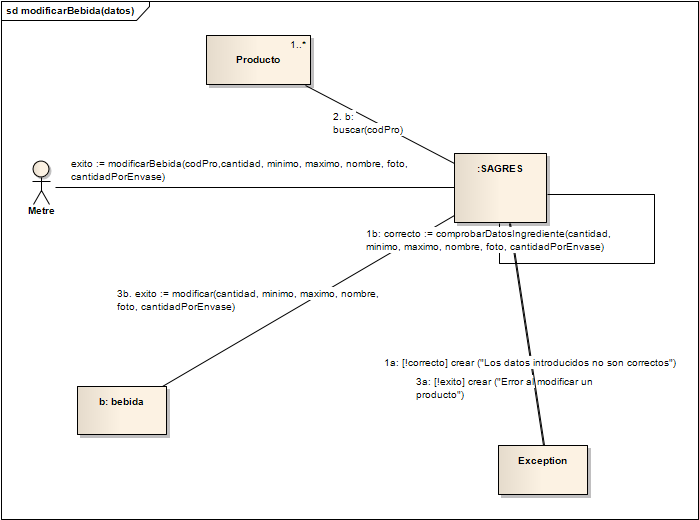 sd modificarBebida(datos)
1..*
Producto
2. b:
buscar(codPro)
exito := modificarBebida(codPro,cantidad, minimo, maximo, nombre, foto,
cantidadPorEnvase)
:SAGRES
Metre
1b: correcto := comprobarDatosIngrediente(cantidad,
minimo, maximo, nombre, foto, cantidadPorEnvase)
3b. exito := modificar(cantidad, minimo, maximo, nombre,
foto, cantidadPorEnvase)
1a: [!correcto] crear ("Los datos introducidos no son correctos")
3a: [!exito] crear ("Error al modificar un
producto")
b: bebida
Exception